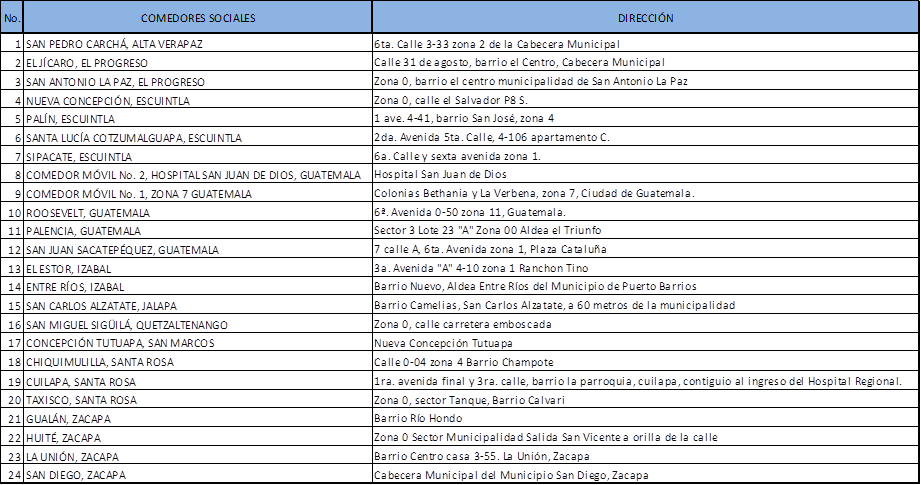 No. COMEDORES SOCIALES DIRECCIÓN
1 SAN PEDRO CARCHÁ, ALTA VERAPAZ 6ta. Calle 3-33 zona 2 de la Cabecera Municipal
2 EL JÍCARO, EL PROGRESO Calle 31 de agosto, barrio el Centro, Cabecera Municipal
3 SAN ANTONIO LA PAZ, EL PROGRESO Zona 0, barrio el centro municipalidad de San Antonio La Paz
4 NUEVA CONCEPCIÓN, ESCUINTLA Zona 0, calle el Salvador P8 S.
5 PALÍN, ESCUINTLA 1 ave. 4-41, barrio San José, zona 4
6 SANTA LUCÍA COTZUMALGUAPA, ESCUINTLA 2da. Avenida 5ta. Calle, 4-106 apartamento C.
7 SIPACATE, ESCUINTLA 6a. Calle y sexta avenida zona 1.
8 COMEDOR MÓVIL No. 2, HOSPITAL SAN JUAN DE DIOS, GUATEMALA Hospital San Juan de Dios
9 COMEDOR MÓVIL No. 1, ZONA 7 GUATEMALA Colonias Bethania y La Verbena, zona 7, Ciudad de Guatemala.
10 ROOSEVELT, GUATEMALA 6ª. Avenida 0-50 zona 11, Guatemala.
11 PALENCIA, GUATEMALA Sector 3 Lote 23 "A" Zona 00 Aldea el Triunfo
12 SAN JUAN SACATEPÉQUEZ, GUATEMALA 7 calle A, 6ta. Avenida zona 1, Plaza Cataluña
13 EL ESTOR, IZABAL 3a. Avenida "A" 4-10 zona 1 Ranchon Tino
14 ENTRE RÍOS, IZABAL Barrio Nuevo, Aldea Entre Ríos del Municipio de Puerto Barrios
15 SAN CARLOS ALZATATE, JALAPA Barrio Camelias, San Carlos Alzatate, a 60 metros de la municipalidad
16 SAN MIGUEL SIGÜILÁ, QUETZALTENANGO Zona 0, calle carretera emboscada
17 CONCEPCIÓN TUTUAPA, SAN MARCOS Nueva Concepción Tutuapa
18 CHIQUIMULILLA, SANTA ROSA Calle 0-04 zona 4 Barrio Champote
19 CUILAPA, SANTA ROSA 1ra. avenida final y 3ra. calle, barrio la parroquia, cuilapa, contiguio al ingreso del Hospital Regional.
20 TAXISCO, SANTA ROSA Zona 0, sector Tanque, Barrio Calvari
21 GUALÁN, ZACAPA Barrio Río Hondo
22 HUITÉ, ZACAPA Zona 0 Sector Municipalidad Salida San Vicente a orilla de la calle
23 LA UNIÓN, ZACAPA Barrio Centro casa 3-55. La Unión, Zacapa
24 SAN DIEGO, ZACAPA Cabecera Municipal del Municipio San Diego, Zacapa